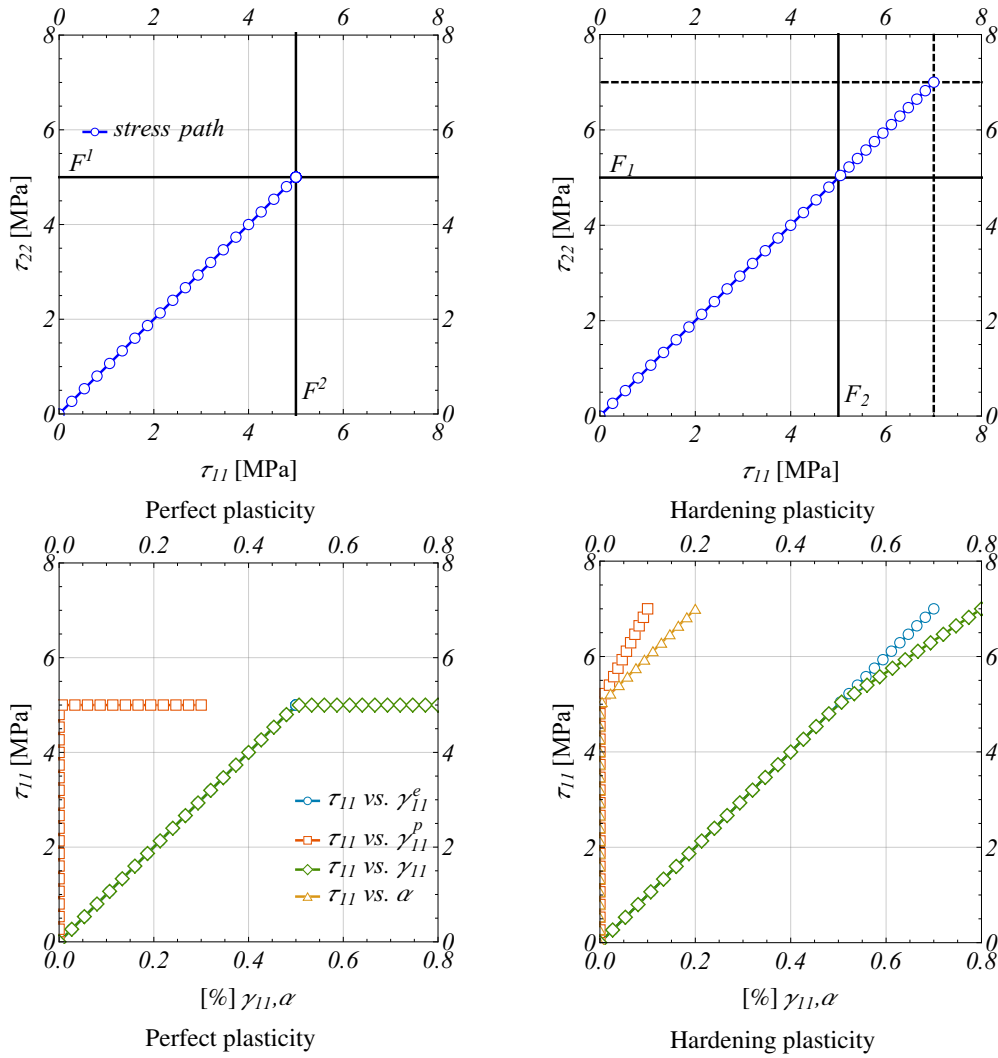 0 2 4 6 8
8
6
4
2
0
τ22 [MPa]
stress path
F^1
F^2
8
6
4
2
0
0 2 4 6 8
τ11 [MPa]
Perfect plasticity
0 2 4 6 8
8
6
4
2
0
τ22 [MPa]
F_1
F_2
8
6
4
2
0
0 2 4 6 8
τ11 [MPa]
Hardening plasticity
0.0 0.2 0.4 0.6 0.8
8
6
4
2
0
τ11 [MPa]
τ11 vs. γ^e_11
τ11 vs. γ^p_11
τ11 vs. γ11
τ11 vs. α
8
6
4
2
0
0.0 0.2 0.4 0.6 0.8
[%] γ11,α
Perfect plasticity
0.0 0.2 0.4 0.6 0.8
8
6
4
2
0
τ11 [MPa]
8
6
4
2
0
0.0 0.2 0.4 0.6 0.8
[%] γ11,α
Hardening plasticity